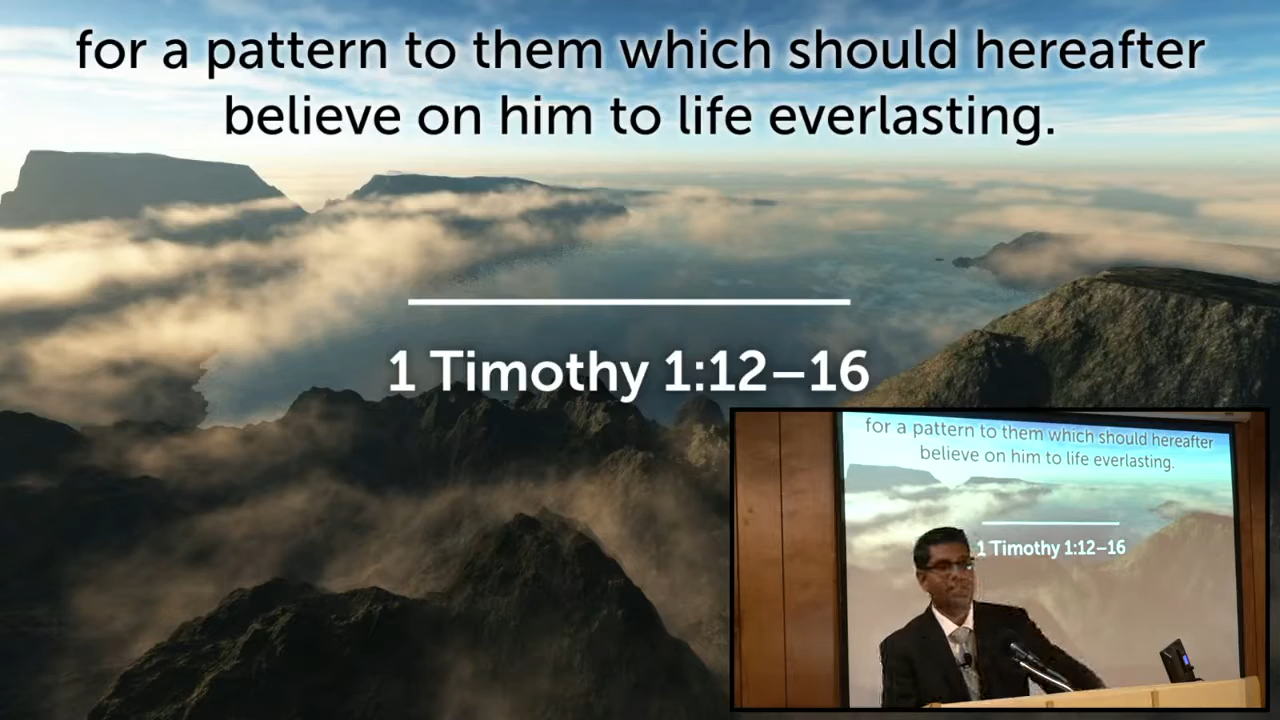 for a pattern to them which should hereafter
believe on him to life everlasting.
1 Timothy 1:12–16
for a pattern to them which should hereafter
believe on him to life everlasting.
1 Timothy 1:12–16